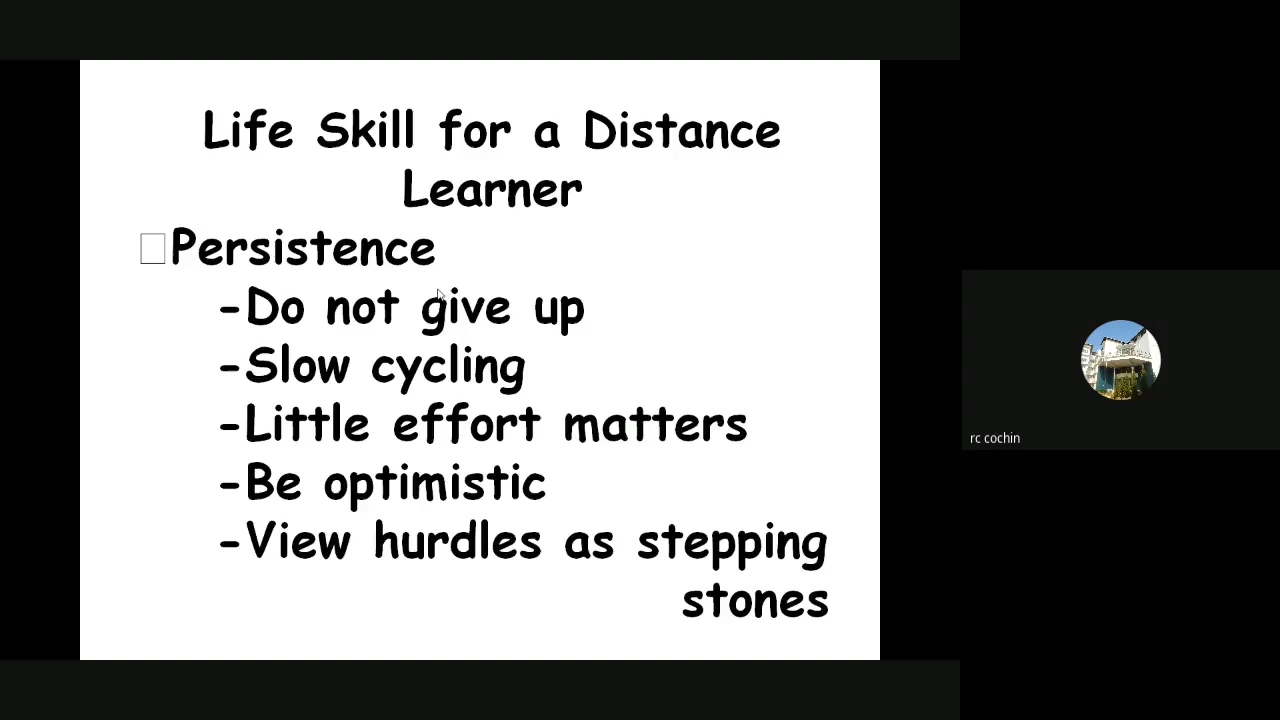 Life Skill for a Distance
Learner
Persistence
-Do not give up
-Slow cycling
-Little effort matters
-Be optimistic
-View hurdles as stepping
stones
rc cochin